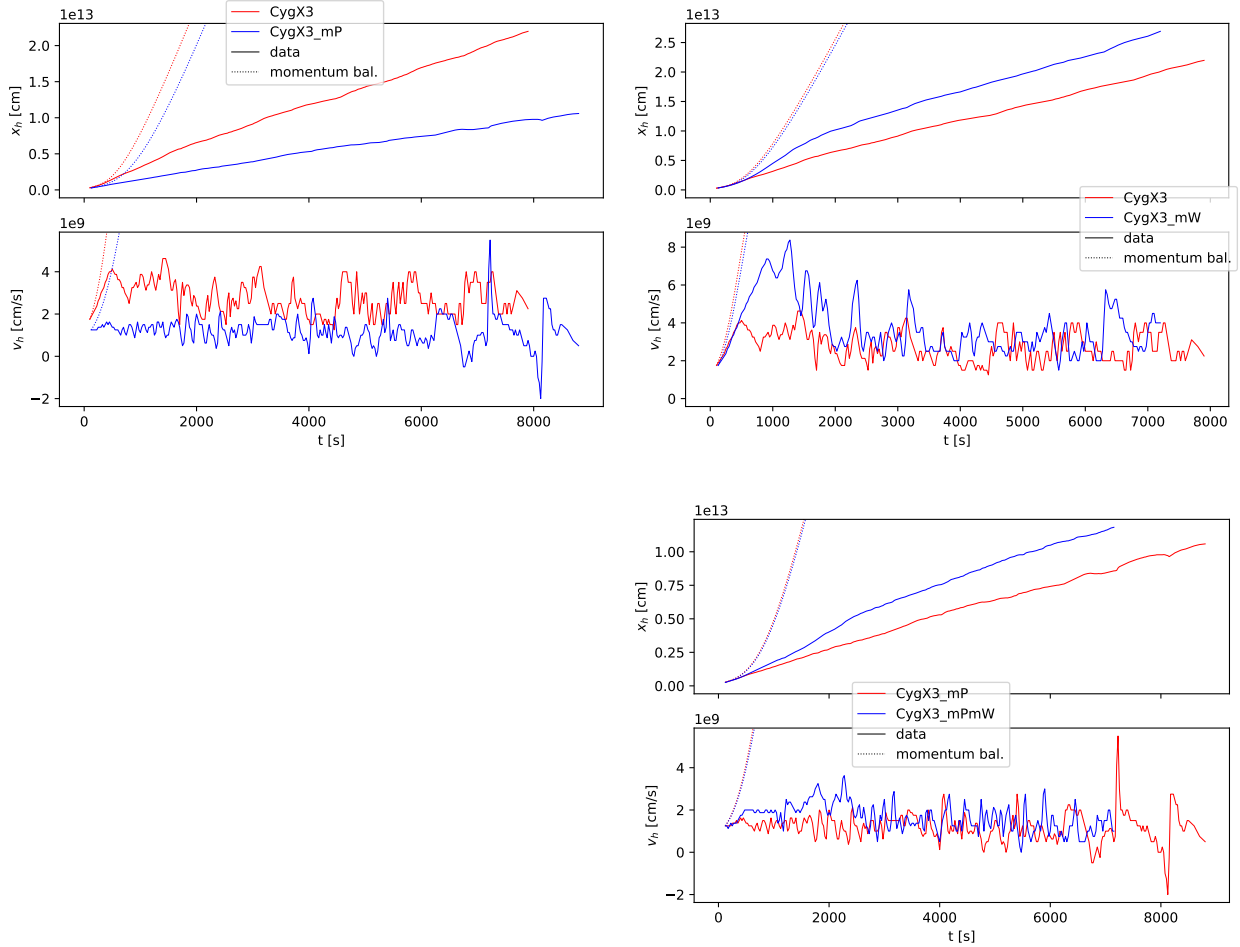 1e13
2.0
1.5
1.0
0.5
0.0
x_h [cm]
CygX3
CygX3_mP
data
momentum bal.
1e9
4
2
0
−2
v_h [cm/s]
0 2000 4000 6000 8000
t [s]
1e13
2.5
2.0
1.5
1.0
0.5
0.0
x_h [cm]
CygX3
CygX3_mW
data
momentum bal.
1e9
8
6
4
2
0
v_h [cm/s]
0 1000 2000 3000 4000 5000 6000 7000 8000
t [s]
1e13
1.00
0.75
0.50
0.25
0.00
x_h [cm]
CygX3_mP
CygX3_mPmW
data
momentum bal.
1e9
4
2
0
−2
v_h [cm/s]
0 2000 4000 6000 8000
t [s]